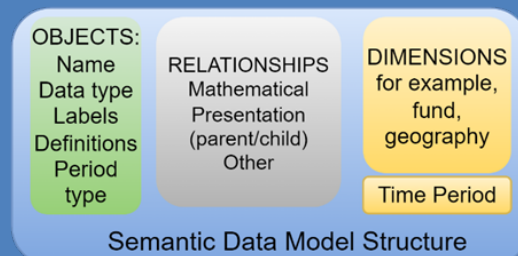 OBJECTS:
Name
Data type
Labels
Definitions
Period
type
RELATIONSHIPS
Mathematical
Presentation
(parent/child)
Other
DIMENSIONS
for example,
fund,
geography
Time Period
Semantic Data Model Structure